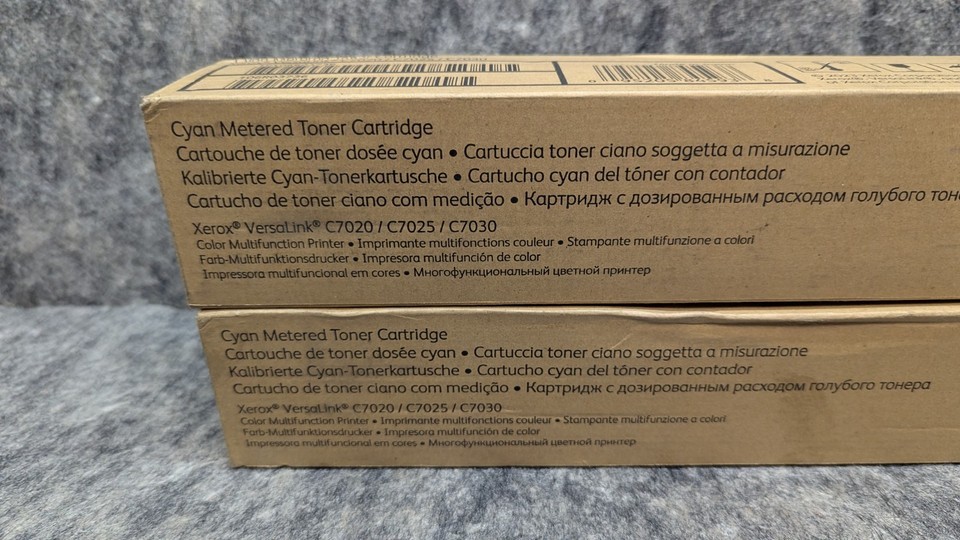 Cyan Metered Toner Cartridge
Cartouche de toner dosée cyan • Cartuccia toner ciano soggetta a misurazione
Kalibrierte Cyan-Tonerkartusche • Cartucho cyan del tóner con contador
Cartucho de toner ciano com medição • Картридж с дозированным расходом голубого
Xerox® VersaLink® C7020 / C7025 / C7030
Color Multifunction Printer • Imprimante multifonctions couleur • Stampante multifunzione a colori
Farb-Multifunktionsdrucker • Impresora multifunción de color
Impressora multifuncional em cores • Многофункциональный цветной принтер
Cyan Metered Toner Cartridge
Cartouche de toner dosée cyan • Cartuccia toner ciano soggetta a misurazione
Kalibrierte Cyan-Tonerkartusche • Cartucho cyan del tóner con contador
Cartucho de toner ciano com medição • Картридж с дозированным расходом голубого тонера
Xerox® VersaLink® C7020 / C7025 / C7030
Color Multifunction Printer • Imprimante multifonctions couleur • Stampante multifunzione a colori
Farb-Multifunktionsdrucker • Impresora multifunción de color
Impressora multifuncional em cores • Многофункциональный цветной принтер